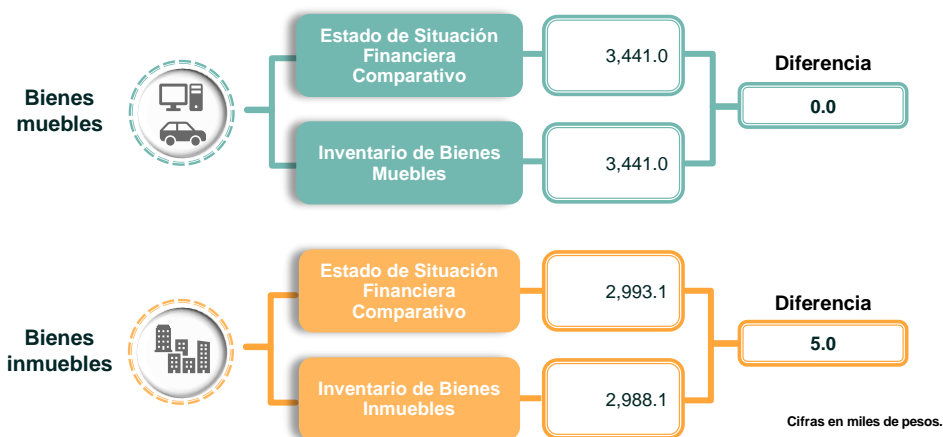 Bienes
muebles
Estado de Situación
Financiera
Comparativo
3,441.0
Inventario de Bienes
Muebles
3,441.0
Diferencia
0.0
Bienes
inmuebles
Estado de Situación
Financiera
Comparativo
2,993.1
Inventario de Bienes
Inmuebles
2,988.1
Diferencia
5.0
Cifras en miles de pesos.